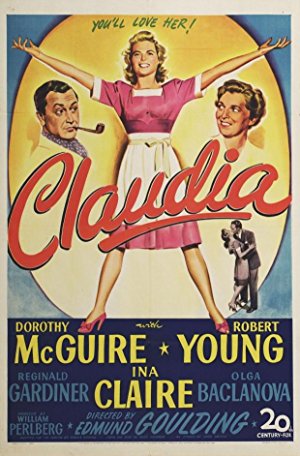 YOU'LL LOVE HER!
Claudia
with
DOROTHY ROBERT
McGUIRE ★ YOUNG
REGINALD INA OLGA
GARDINER CLAIRE BACLANOVA
PRODUCED BY WILLIAM PERLBERG
DIRECTED BY EDMUND GOULDING
20
CENTURY-FOX